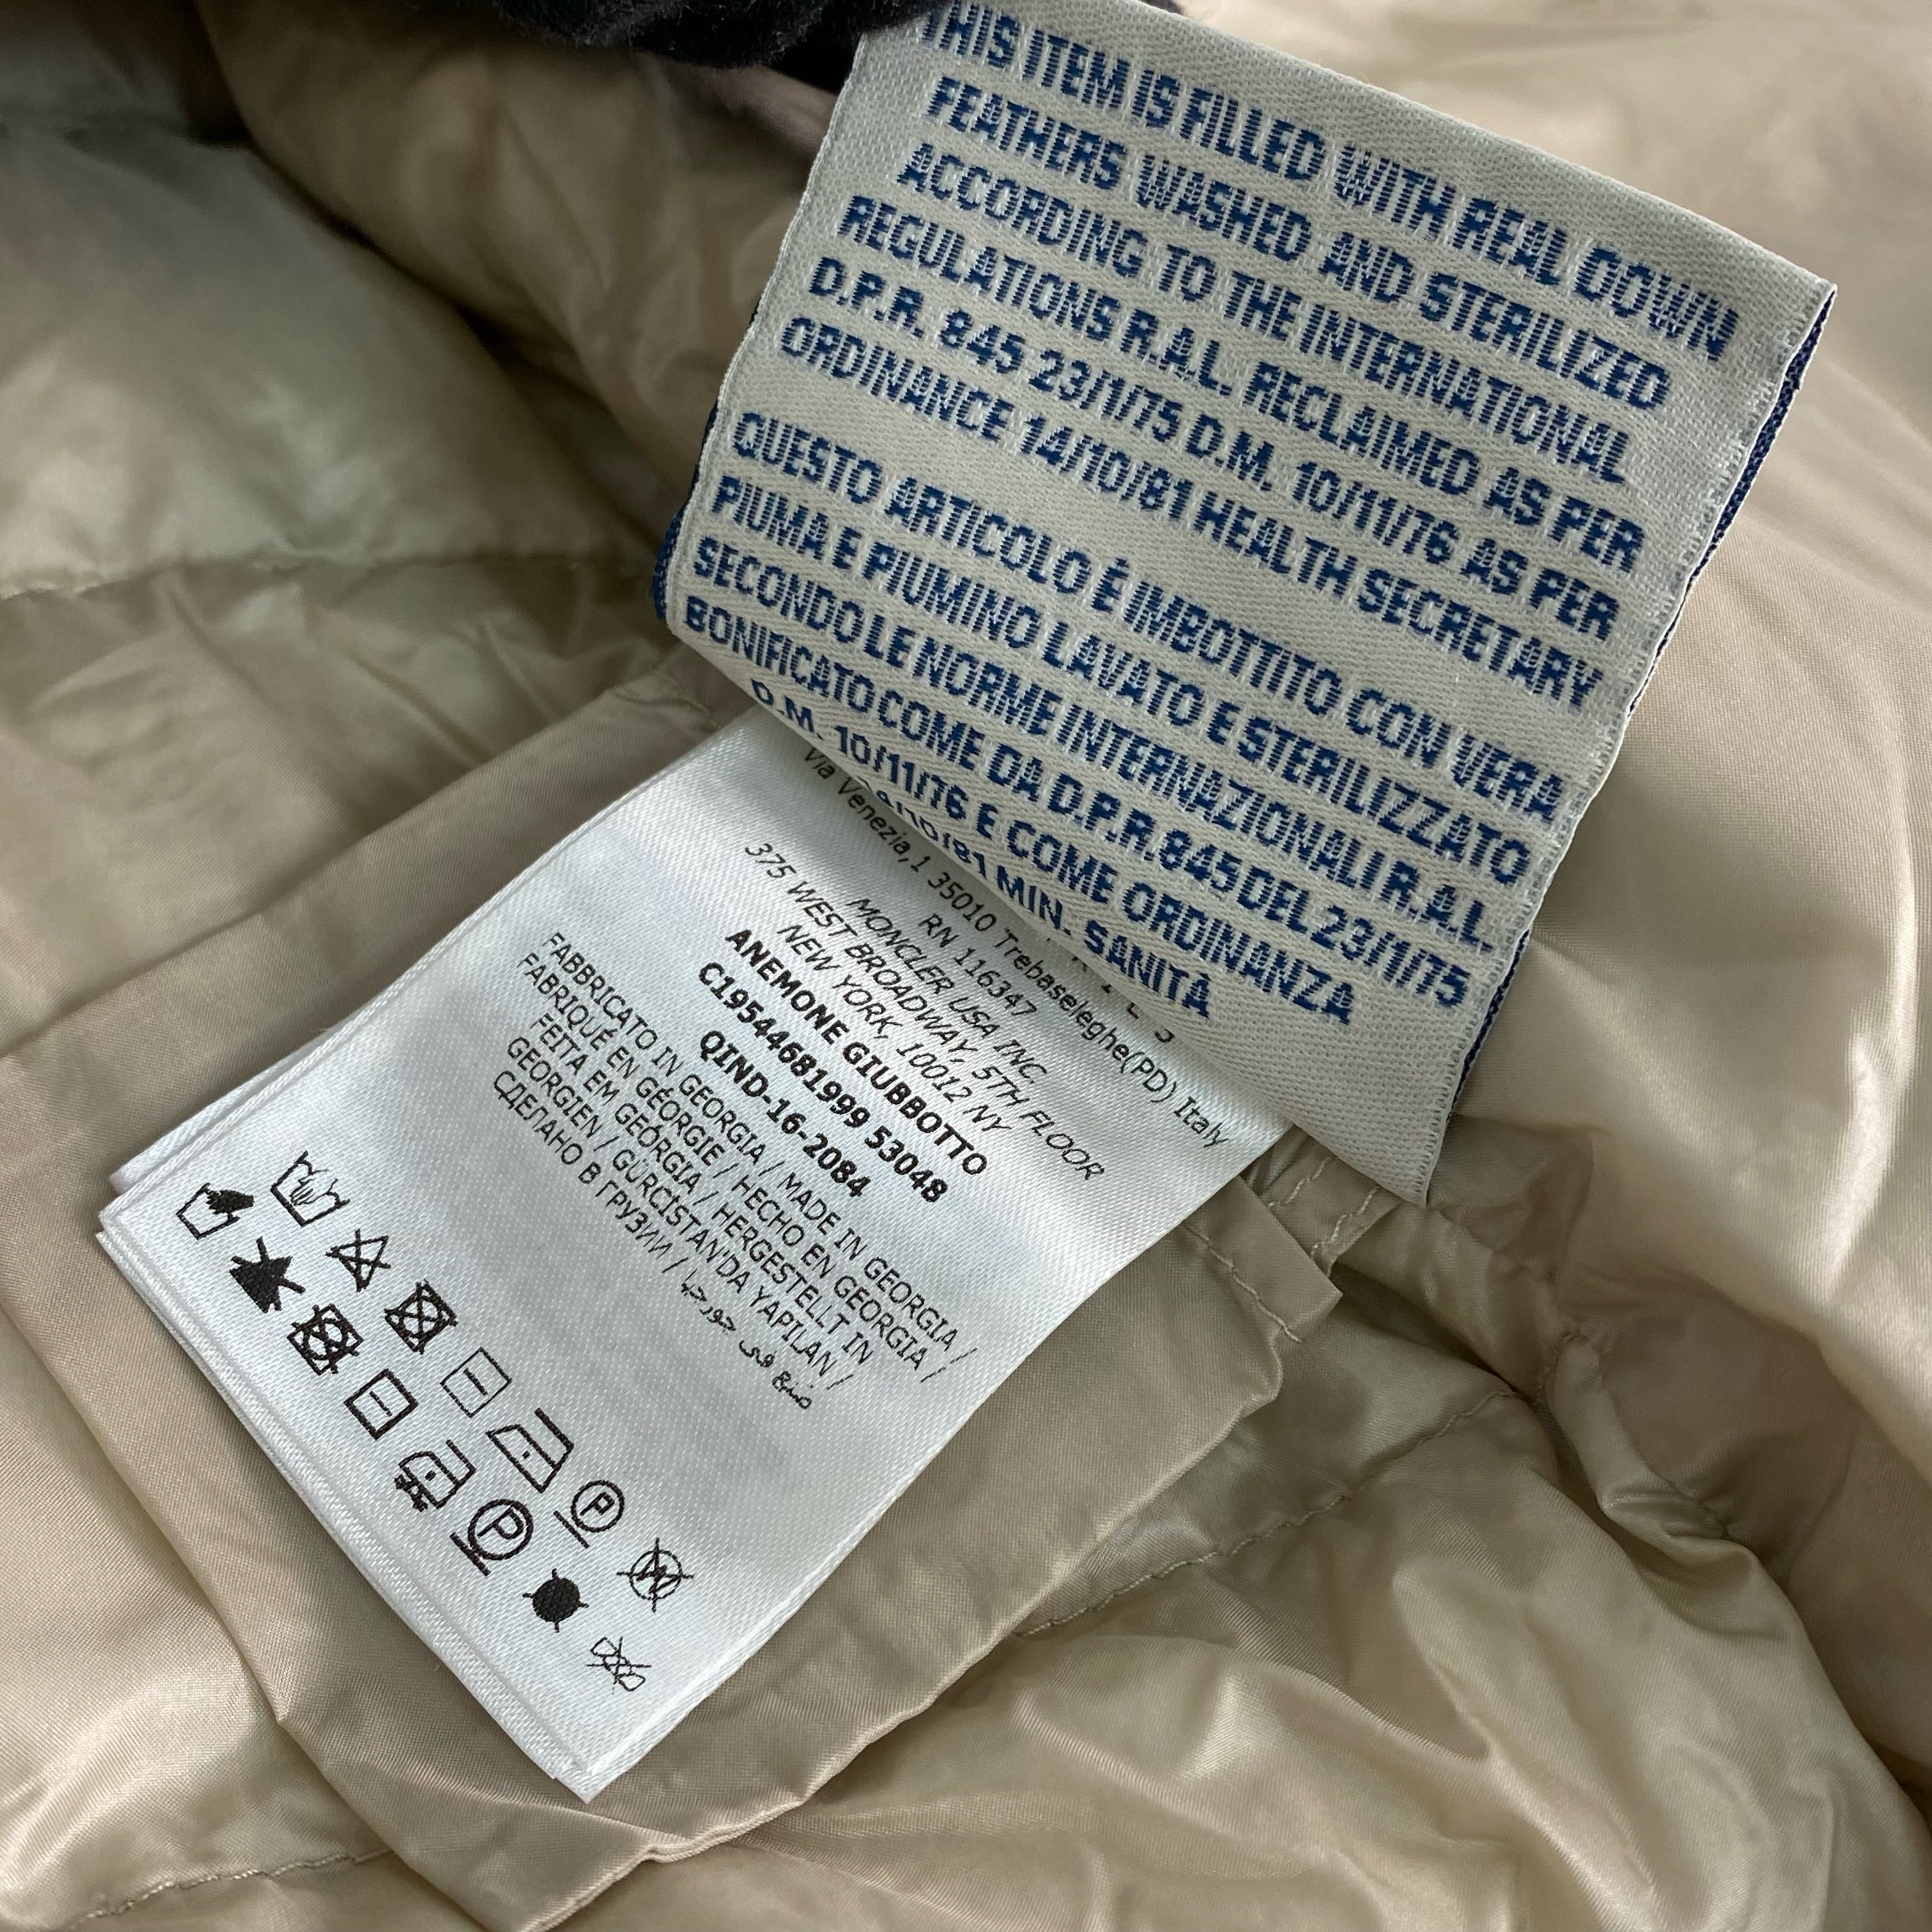 THIS ITEM IS FILLED WITH REAL DOWN
FEATHERS WASHED AND STERILIZED
ACCORDING TO THE INTERNATIONAL
REGULATIONS R.A.L. RECLAIMED AS PER
D.P.R. 845 23/1/75 D.M. 10/11/76 AS PER
ORDINANCE 14/10/81 HEALTH SECRETARY
QUESTO ARTICOLO É IMBOTTITO CON VERA
PIUMA E PIUMINO LAVATO E STERILIZZATO
SECONDO LE NORME INTERNAZIONALI R.A.L.
BONIFICATO COME DA D.P.R. 845 DEL 23/1/75
D.M. 10/11/76 E COME ORDINANZA
/10/81 MIN. SANITÀ
Via Venezia,1 35010 Trebaseleghe(PD) Italy
RN 116347
MONCLER USA INC.
375 WEST BROADWAY, 5TH FLOOR
NEW YORK, 10012 NY
ANEMONE GIUBBOTTO
C19544681999 53048
QIND-16-2084
FABBRICATO IN GEORGIA / MADE IN GEORGIA /
FABRIQUÉ EN GÉORGIE / HECHO EN GEORGIA /
FEITA EM GEÓRGIA / HERGESTELLT IN
GEORGIEN / GÜRCİSTAN'DA YAPILAN /
СДЕЛАНО В ГРУЗИИ / صنع في جورجيا
P
W
P